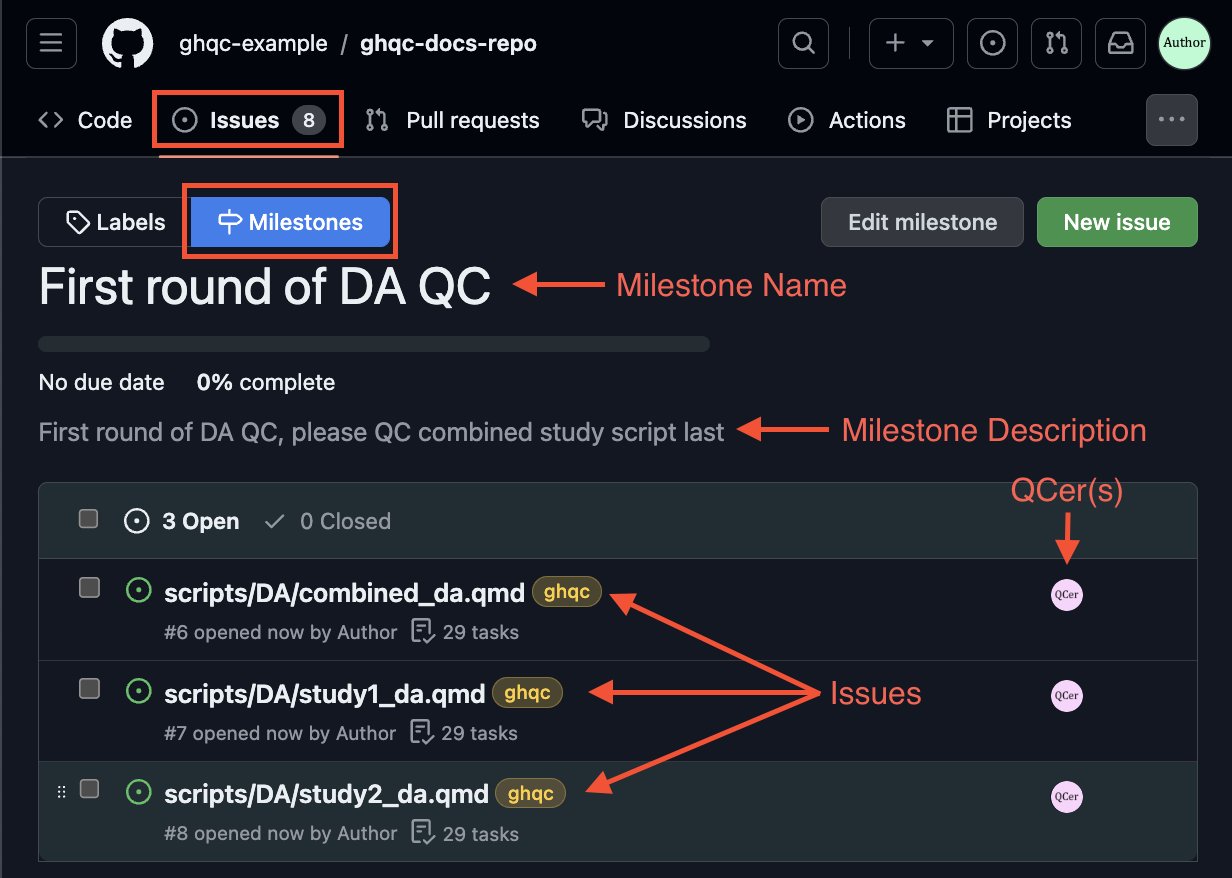 ghqc-example / ghqc-docs-repo
Author
Code Issues 8 Pull requests Discussions Actions Projects
Labels Milestones Edit milestone New issue
First round of DA QC Milestone Name
No due date 0% complete
First round of DA QC, please QC combined study script last Milestone Description
QCer(s)
3 Open 0 Closed
scripts/DA/combined_da.qmd ghqc QCer
#6 opened now by Author 29 tasks
scripts/DA/study1_da.qmd ghqc Issues QCer
#7 opened now by Author 29 tasks
scripts/DA/study2_da.qmd ghqc QCer
#8 opened now by Author 29 tasks